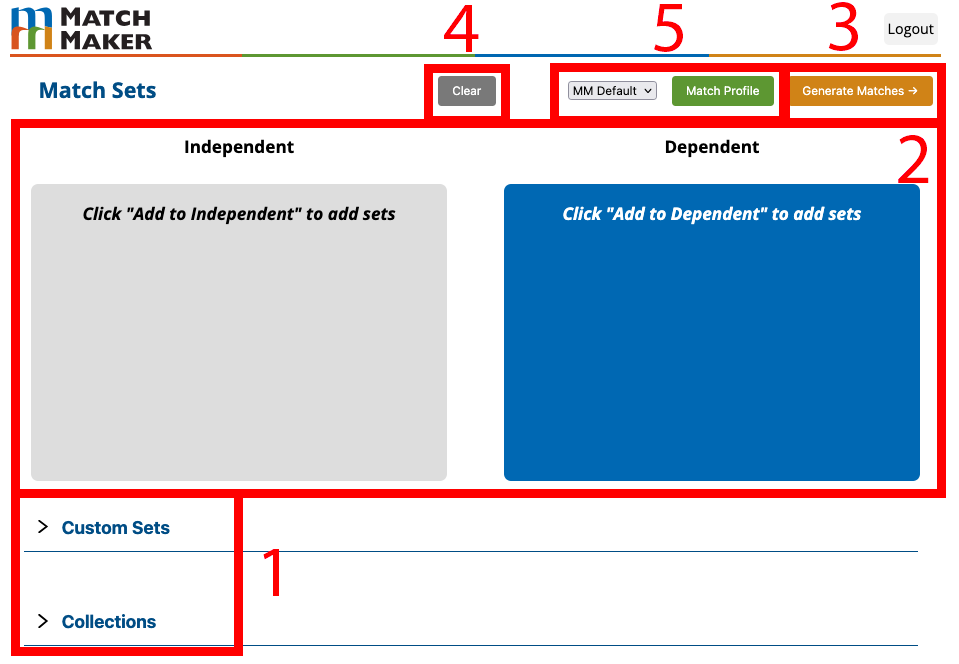 MATCH
MAKER
4
5
3
Logout
Match Sets
Clear
MM Default
Match Profile
Generate Matches →
2
Independent
Dependent
Click "Add to Independent" to add sets
Click "Add to Dependent" to add sets
Custom Sets
1
Collections